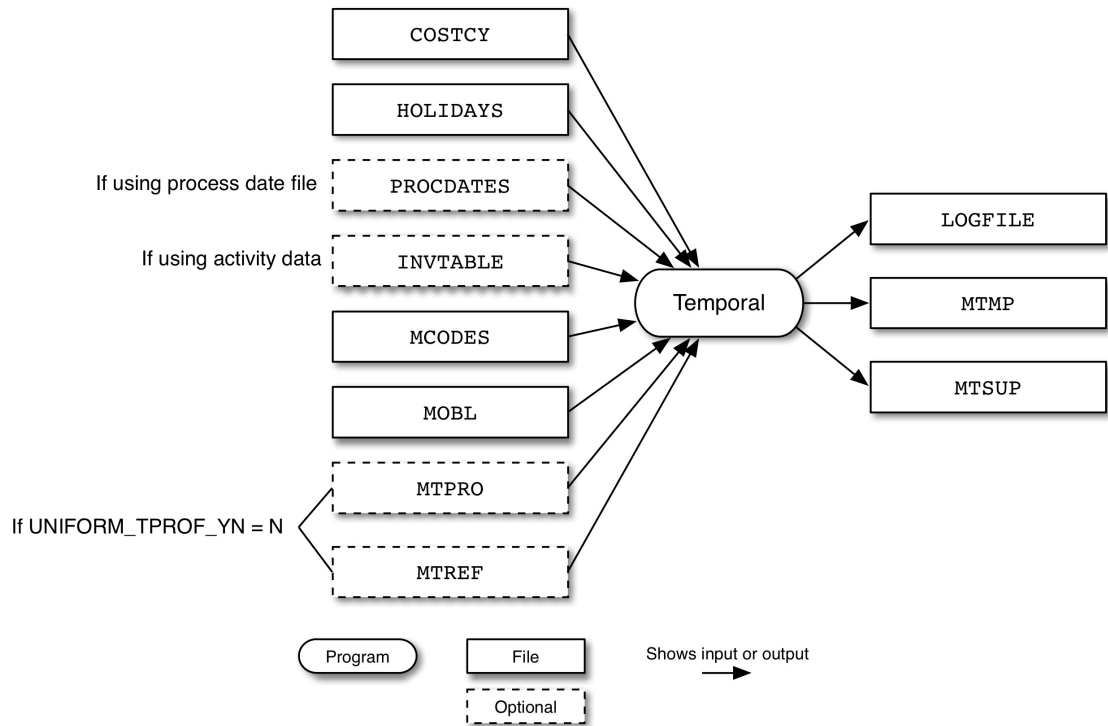 COSTCY
HOLIDAYS
If using process date file
PROCDATES
LOGFILE
If using activity data
INVTABLE
Temporal
MTMP
MCODES
MTSUP
MOBL
MTPRO
If UNIFORM_TPROF_YN = N
MTREF
Program
File
Shows input or output
Optional